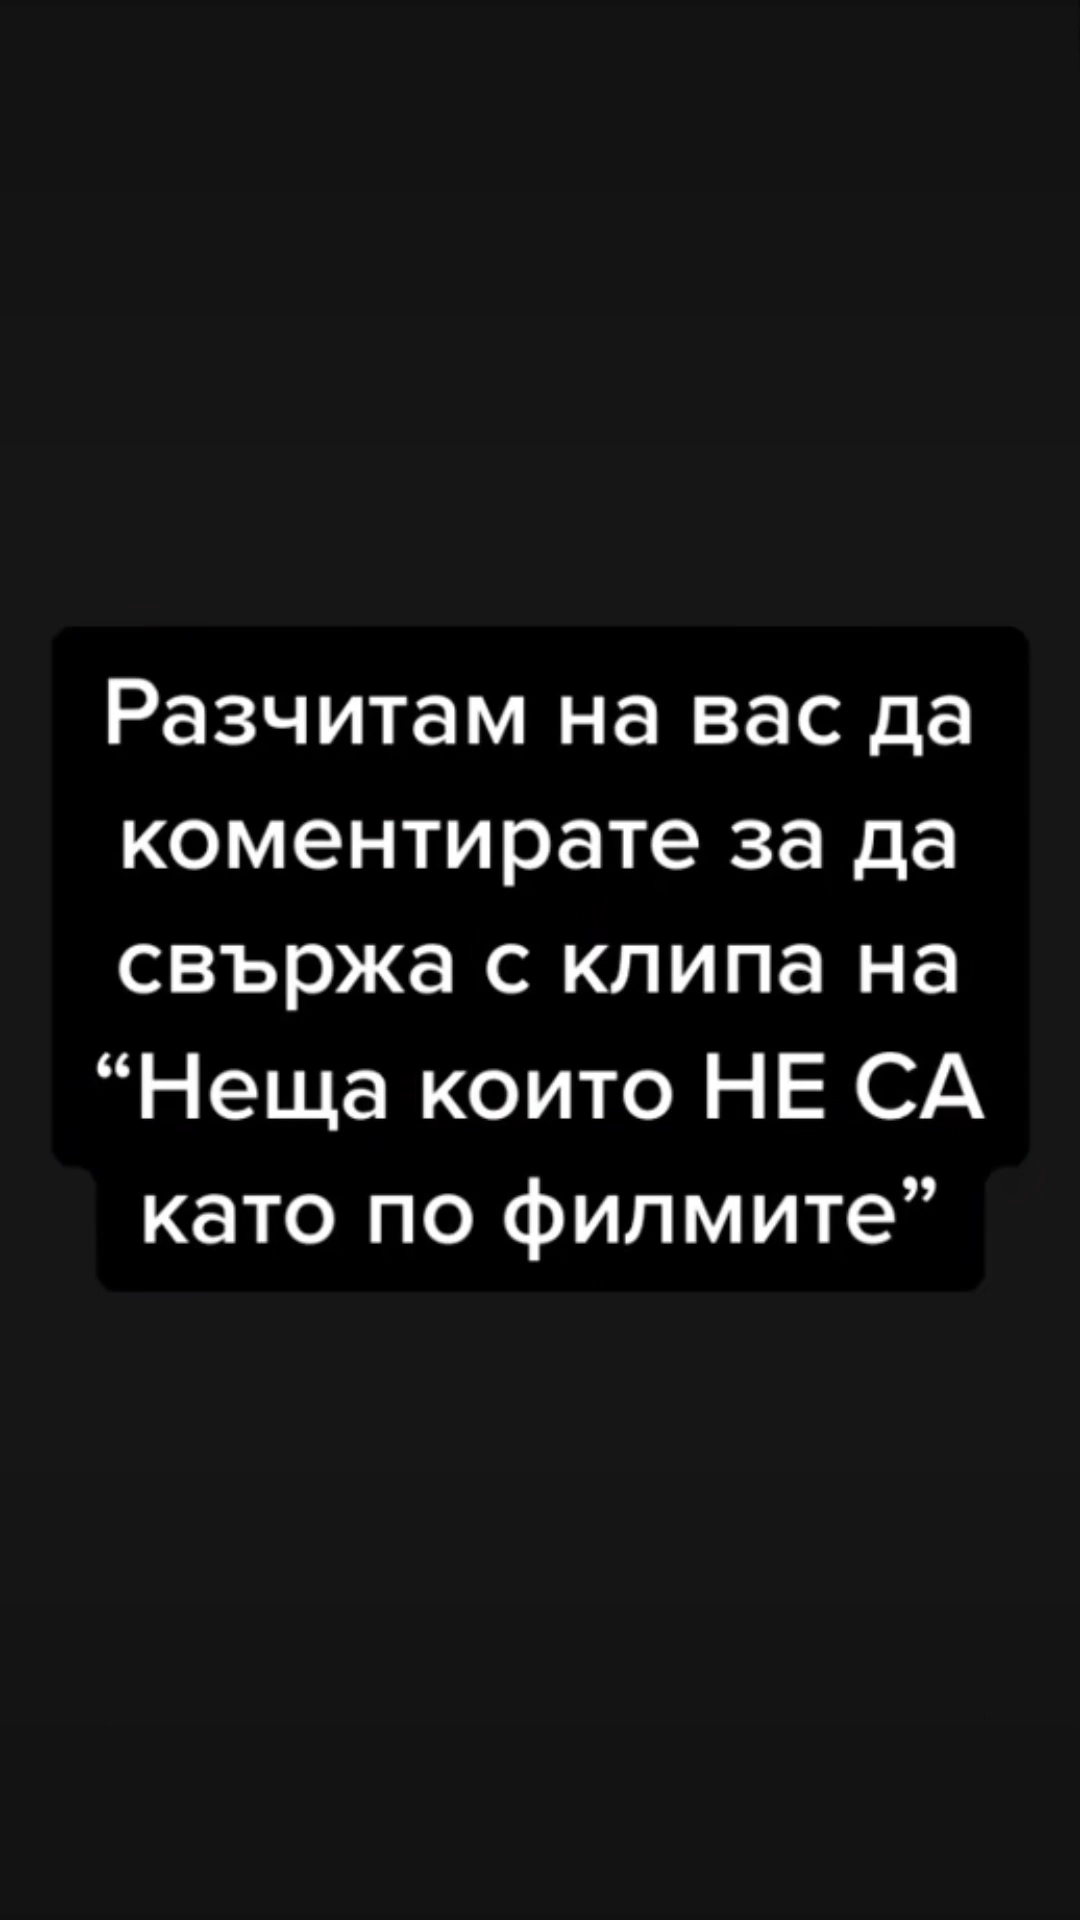 Разчитам на вас да
коментирате за да
свържа с клипа на
“Неща които НЕ СА
като по филмите”